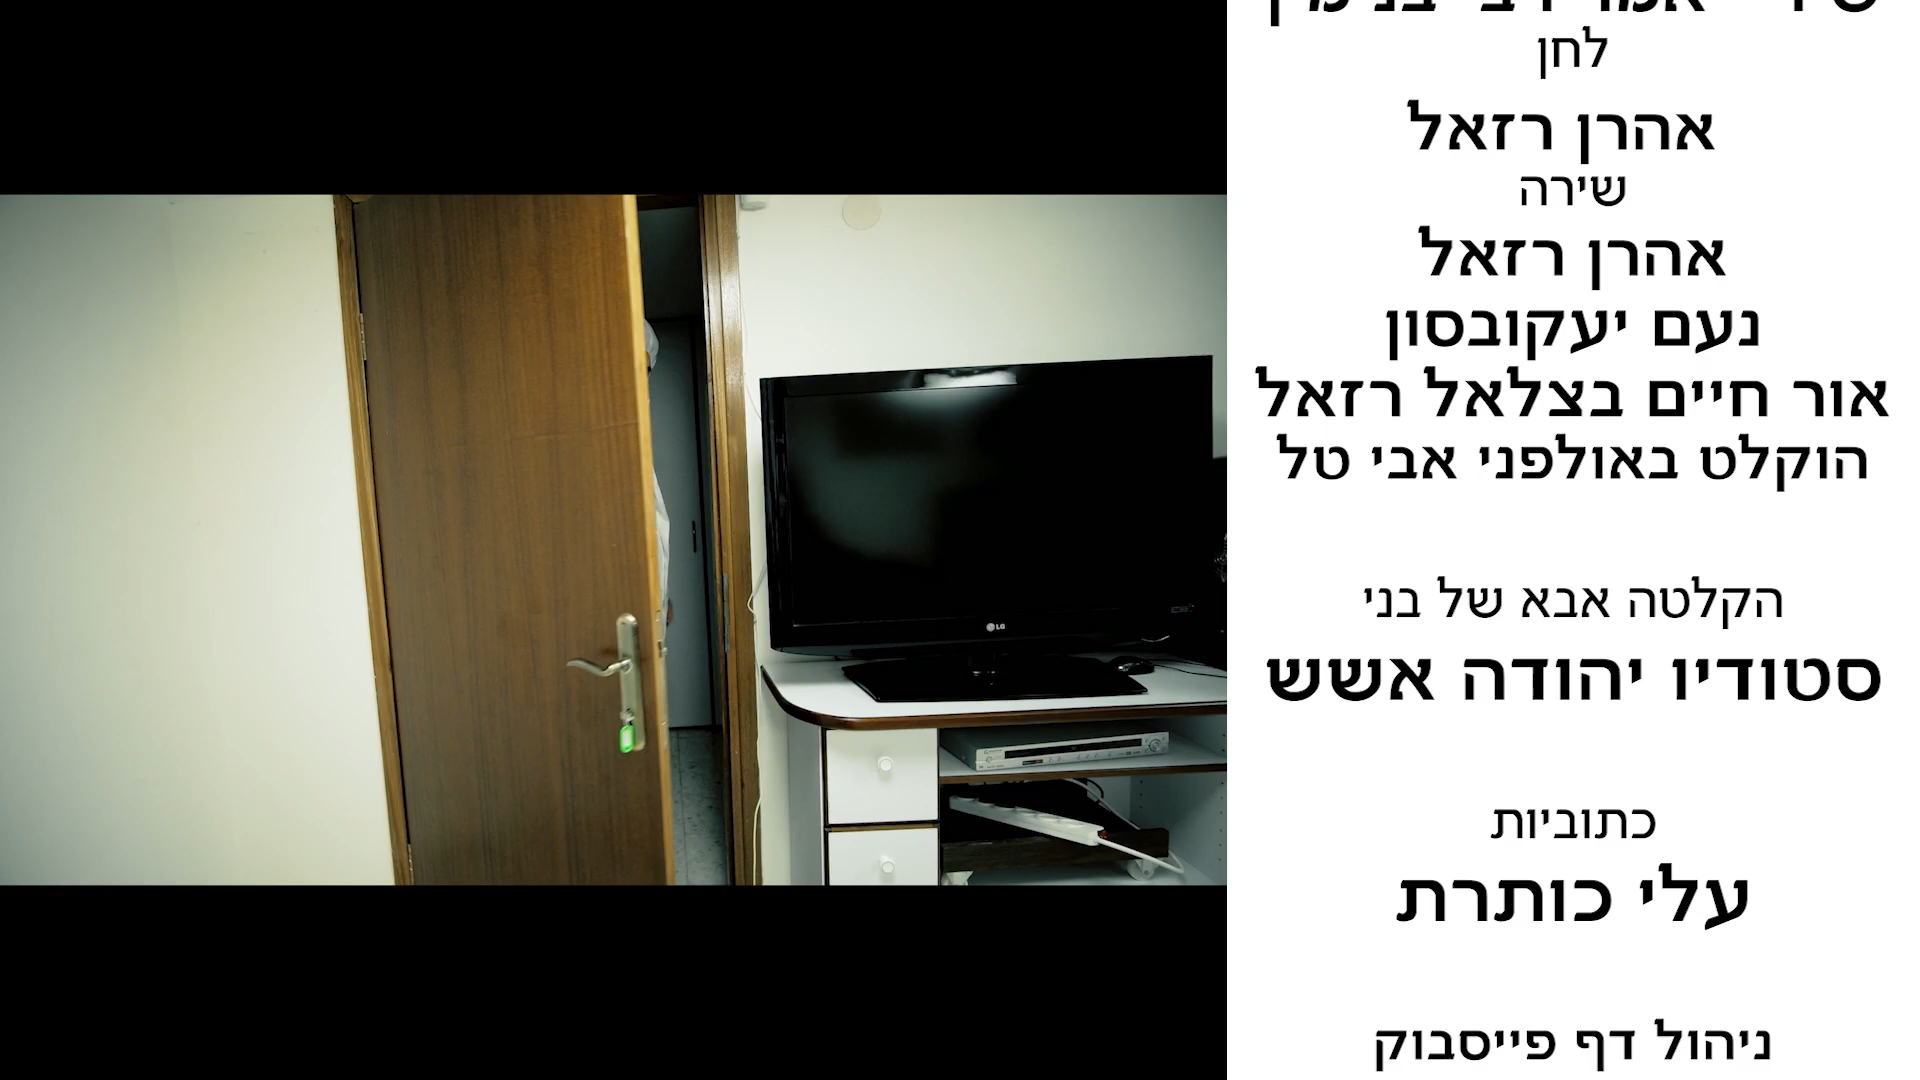 לחן
אהרן רזאל
שירה
אהרן רזאל
נעם יעקובסון
אור חיים בצלאל רזאל
הוקלט באולפני אבי טל
הקלטה אבא של בני
סטודיו יהודה אשש
כתוביות
עלי כותרת
ניהול דף פייסבוק
LG